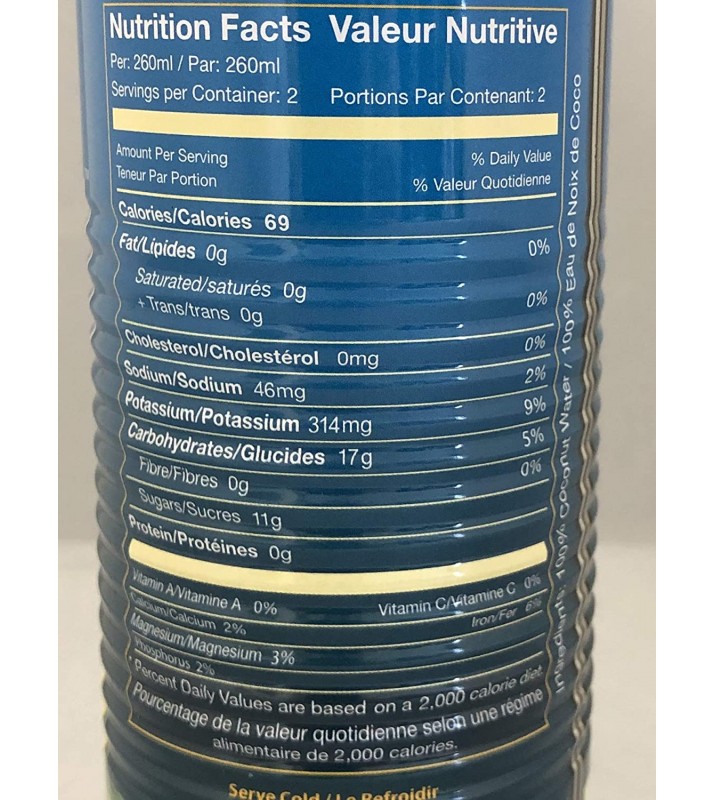 Nutrition Facts Valeur Nutritive
Per: 260ml / Par: 260ml
Servings per Container: 2 Portions Par Contenant: 2
Amount Per Serving % Daily Value
Teneur Par Portion % Valeur Quotidienne
Calories/Calories 69
Fat/Lipides 0g 0%
Saturated/saturés 0g
+ Trans/trans 0g 0%
Cholesterol/Cholestérol 0mg 0%
Sodium/Sodium 46mg 2%
Potassium/Potassium 314mg 9%
Carbohydrates/Glucides 17g 5%
Fibre/Fibres 0g 0%
Sugars/Sucres 11g
Protein/Protéines 0g
Vitamin A/Vitamine A 0% Vitamin C/Vitamine C 0%
Calcium/Calcium 2% Iron/Fer 6%
Magnesium/Magnesium 3%
Phosphorus 2%
Percent Daily Values are based on a 2,000 calorie diet.
Pourcentage de la valeur quotidienne selon une régime
alimentaire de 2,000 calories.
Serve Cold / Le Refroidir
Ingredients: 100% Coconut Water / 100% Eau de Noix de Coco